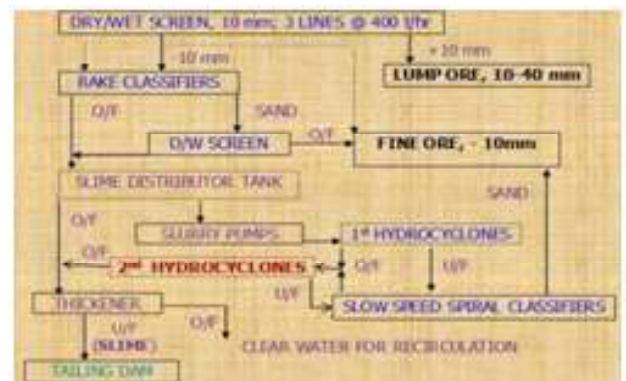 DRY/WET SCREEN, 10 mm, 3 LINES @ 400 t/hr
-10 mm
+10 mm
RAKE CLASSIFIERS
LUMP ORE, 10-40 mm
O/F
SAND
D/W SCREEN
O/F
FINE ORE, - 10mm
SLIME DISTRIBUTOR TANK
SAND
O/F
SLURRY PUMPS
1st HYDROCYCLONES
O/F
2nd HYDROCYCLONES
O/F
U/F
U/F
THICKENER
SLOW SPEED SPIRAL CLASSIFIERS
U/F
O/F
(SLIME)
CLEAR WATER FOR RECIRCULATION
TAILING DAM